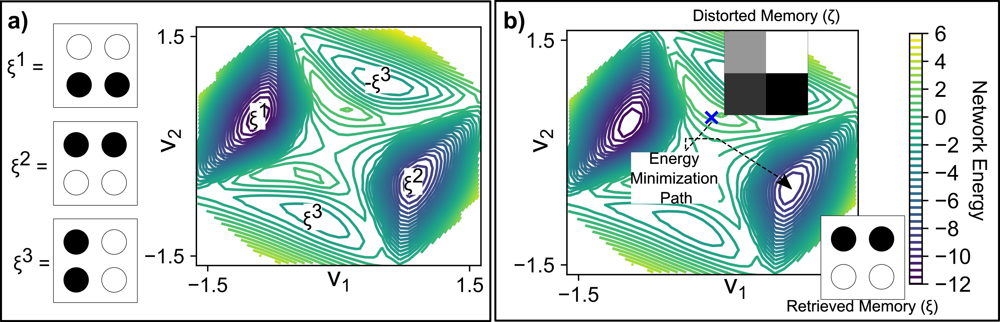 a)
ξ1 =
ξ2 =
ξ3 =
1.5
v2
−1.5
−1.5
v1
1.5
ξ1
-ξ3
ξ2
ξ3
b)
Distorted Memory (ζ)
1.5
v2
−1.5
−1.5
v1
Energy
Minimization
Path
Retrieved Memory (ξ)
6
4
2
0
−2
−4
−6
−8
−10
−12
Network Energy